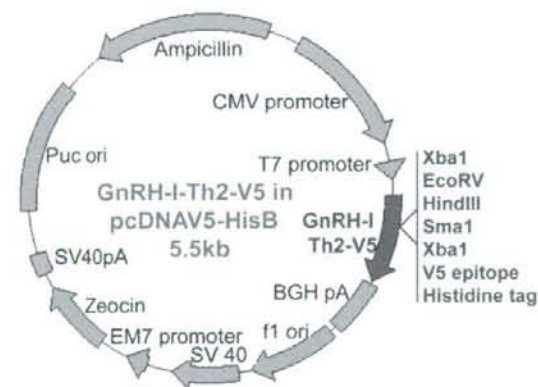 Ampicillin
CMV promoter
T7 promoter
Xba1
EcoRV
HindIII
Sma1
Xba1
V5 epitope
Histidine tag
GnRH-I
Th2-V5
BGH pA
f1 ori
SV 40
EM7 promoter
Zeocin
SV40pA
Puc ori
GnRH-I-Th2-V5 in
pcDNAV5-HisB
5.5kb